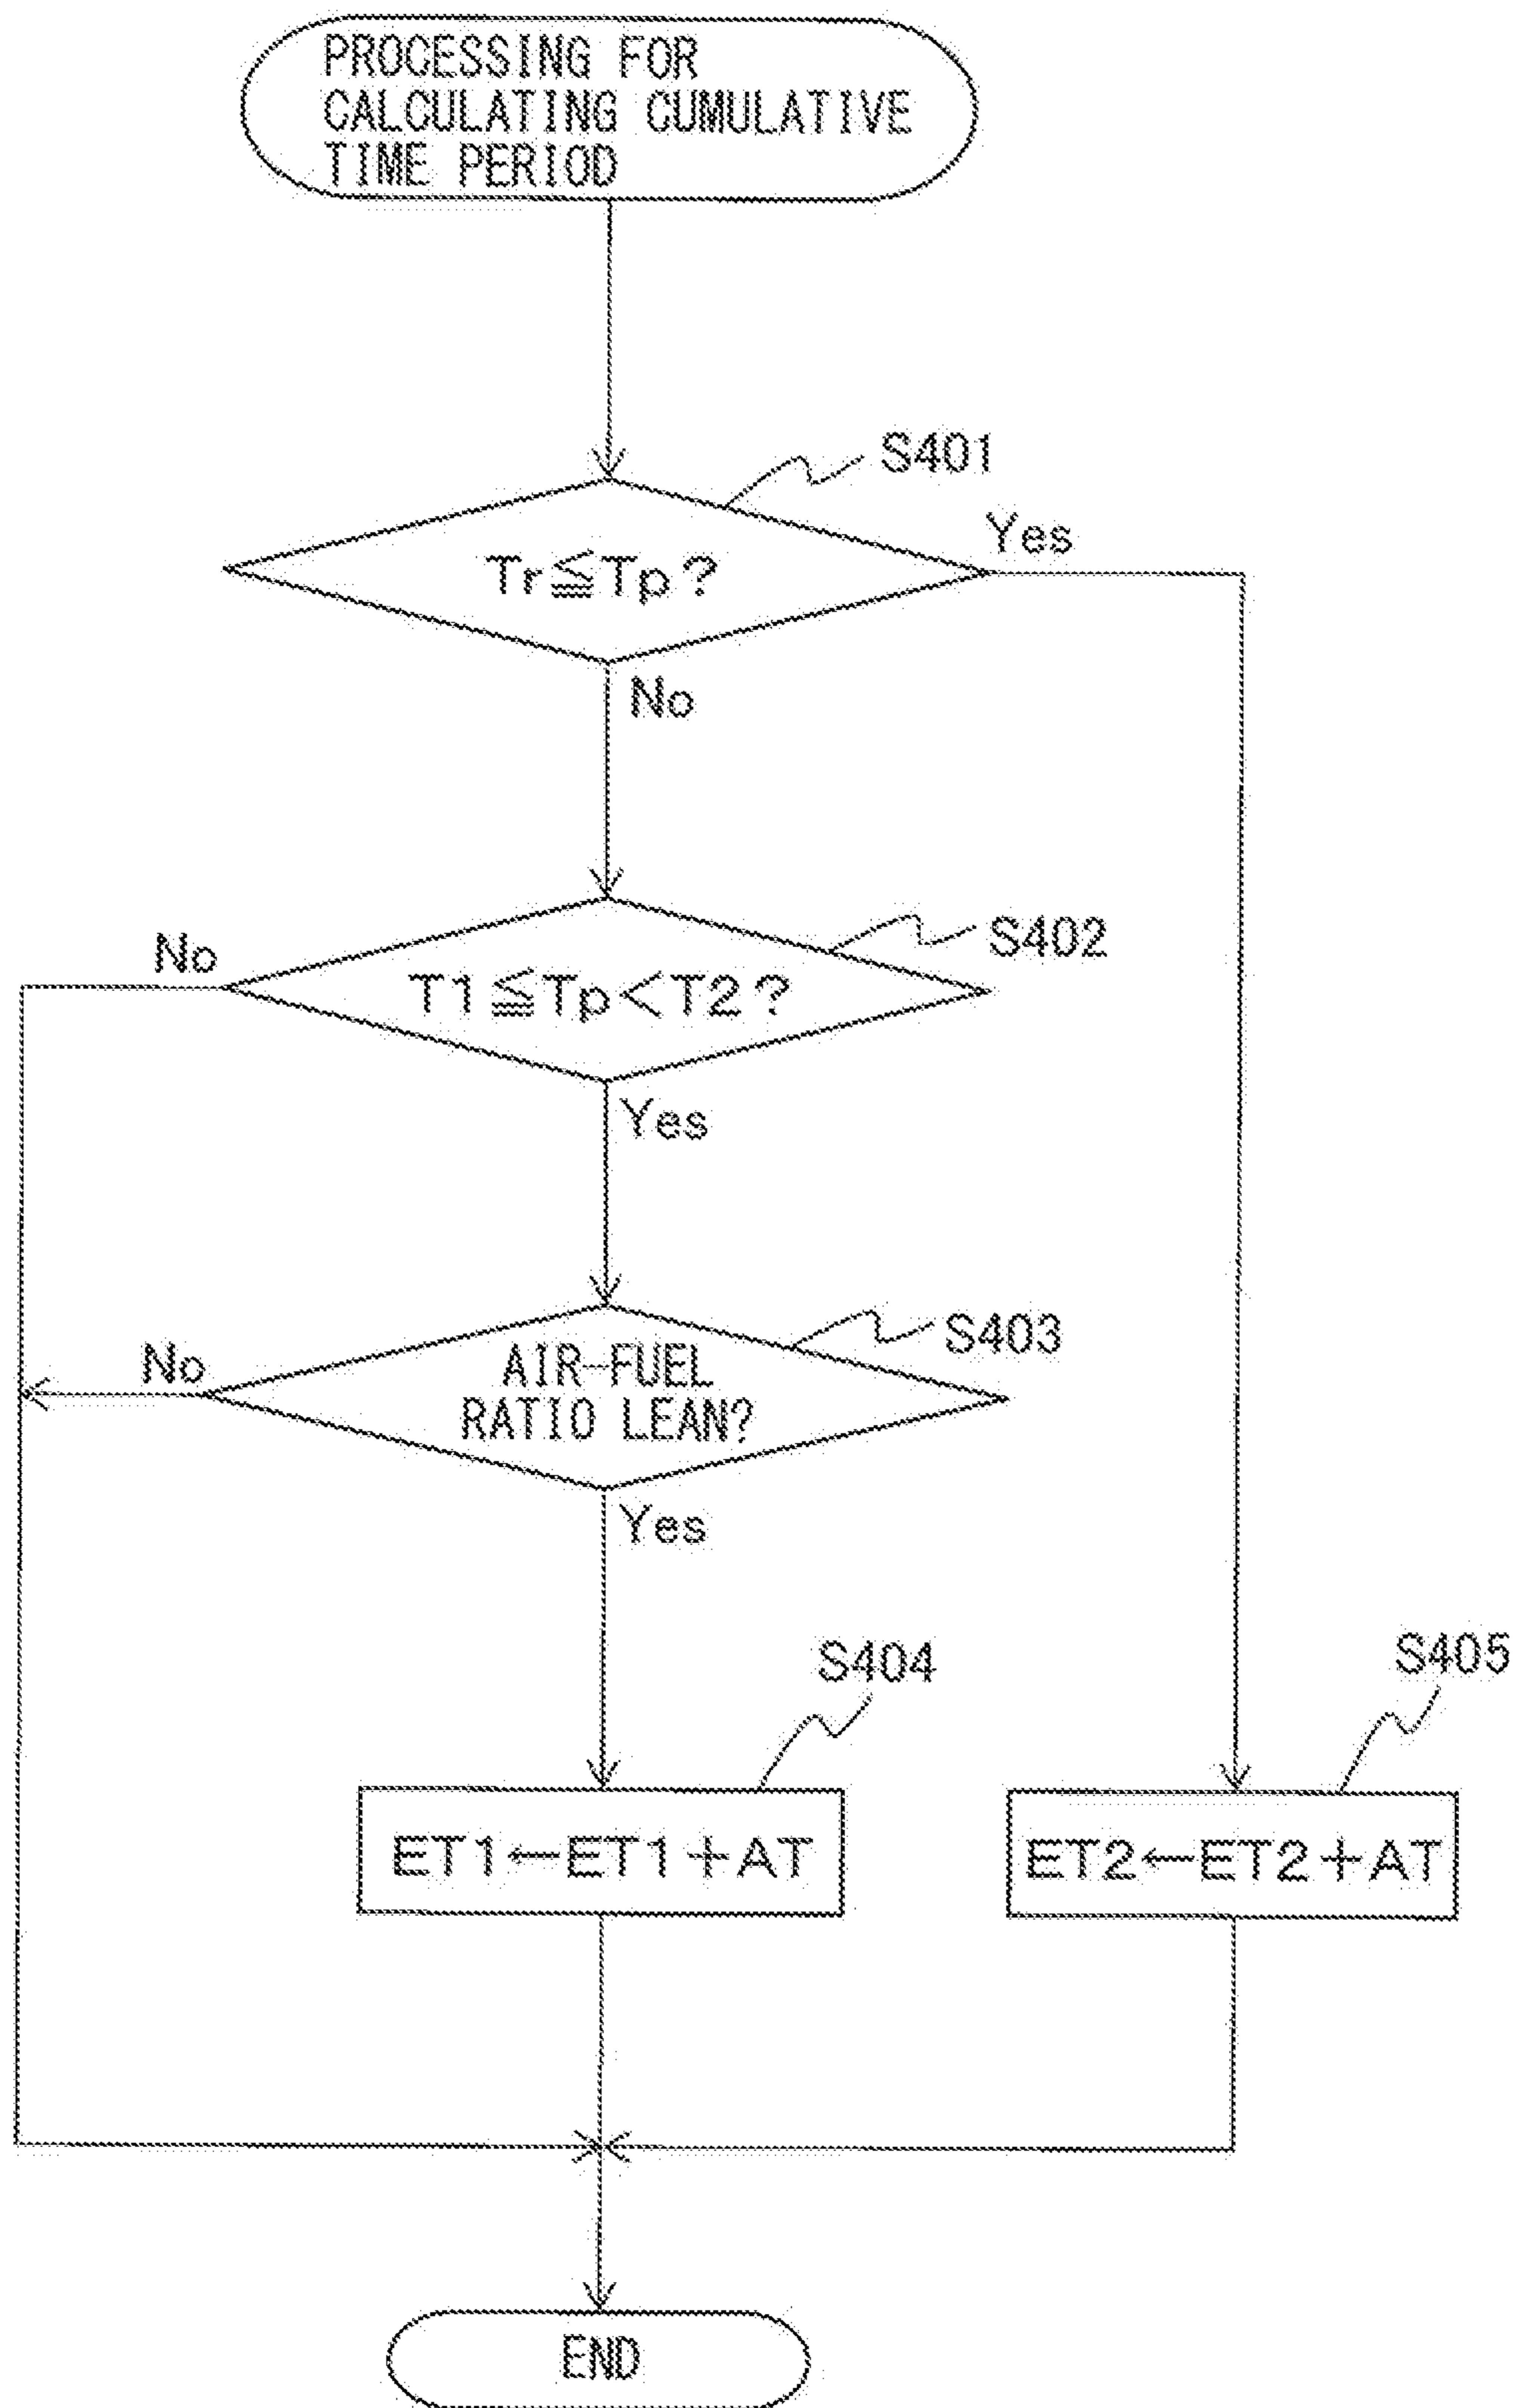 PROCESSING FOR
CALCULATING CUMULATIVE
TIME PERIOD
S401
Tr≦Tp?
Yes
No
S402
No
T1≦Tp<T2?
Yes
S403
No
AIR-FUEL
RATIO LEAN?
Yes
S404
S405
ET1←ET1+AT
ET2←ET2+AT
END